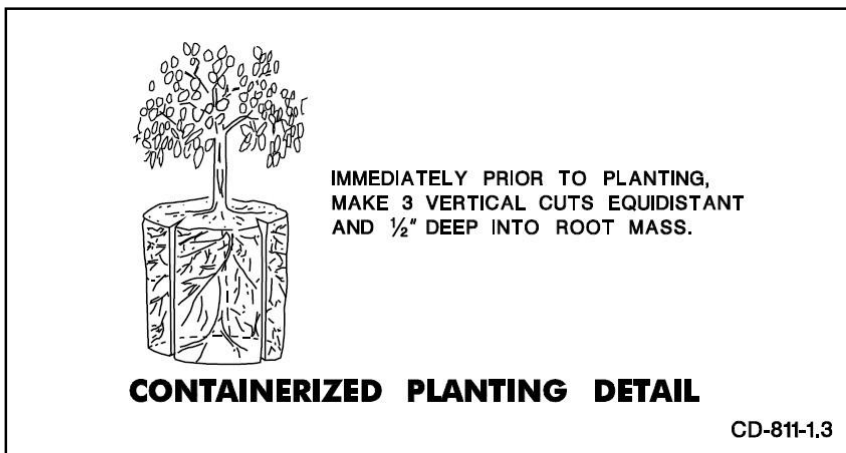 IMMEDIATELY PRIOR TO PLANTING,
MAKE 3 VERTICAL CUTS EQUIDISTANT
AND ½" DEEP INTO ROOT MASS.
CONTAINERIZED PLANTING DETAIL
CD-811-1.3